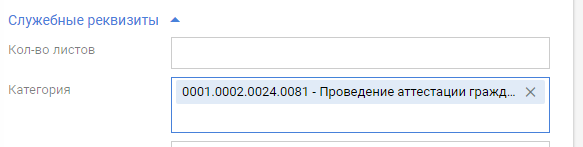 Служебные реквизиты
Кол-во листов
Категория
0001.0002.0024.0081 - Проведение аттестации гражд...